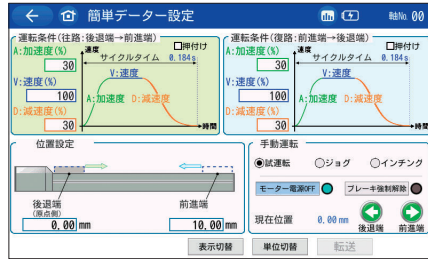 簡単データー設定
軸No. 00
運転条件(往路:後退端→前進端)
A:加速度(%)
30
V:速度(%)
100
D:減速度(%)
30
□押付け
速度
サイクルタイム 0.184s
V:速度
A:加速度 D:減速度
時間
運転条件(復路:前進端→後退端)
A:加速度(%)
30
V:速度(%)
100
D:減速度(%)
30
□押付け
速度
サイクルタイム 0.184s
V:速度
A:加速度 D:減速度
時間
位置設定
後退端
(原点側)
0.00 mm
前進端
10.00 mm
手動運転
試運転 ジョグ インチング
モーター電源OFF ブレーキ強制解除
現在位置 0.00 mm
後退端 前進端
表示切替 単位切替 転送